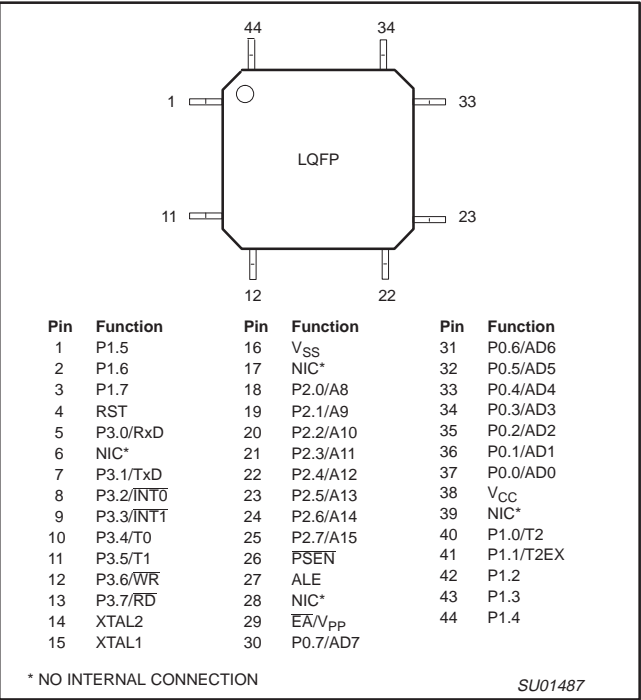 44 34
1 33
LQFP
11 23
12 22
Pin Function Pin Function Pin Function
1 P1.5 16 VSS 31 P0.6/AD6
2 P1.6 17 NIC* 32 P0.5/AD5
3 P1.7 18 P2.0/A8 33 P0.4/AD4
4 RST 19 P2.1/A9 34 P0.3/AD3
5 P3.0/RxD 20 P2.2/A10 35 P0.2/AD2
6 NIC* 21 P2.3/A11 36 P0.1/AD1
7 P3.1/TxD 22 P2.4/A12 37 P0.0/AD0
8 P3.2/I̅N̅T̅0̅ 23 P2.5/A13 38 VCC
9 P3.3/I̅N̅T̅1̅ 24 P2.6/A14 39 NIC*
10 P3.4/T0 25 P2.7/A15 40 P1.0/T2
11 P3.5/T1 26 P̅S̅E̅N̅ 41 P1.1/T2EX
12 P3.6/W̅R̅ 27 ALE 42 P1.2
13 P3.7/R̅D̅ 28 NIC* 43 P1.3
14 XTAL2 29 E̅A̅/VPP 44 P1.4
15 XTAL1 30 P0.7/AD7
* NO INTERNAL CONNECTION
SU01487